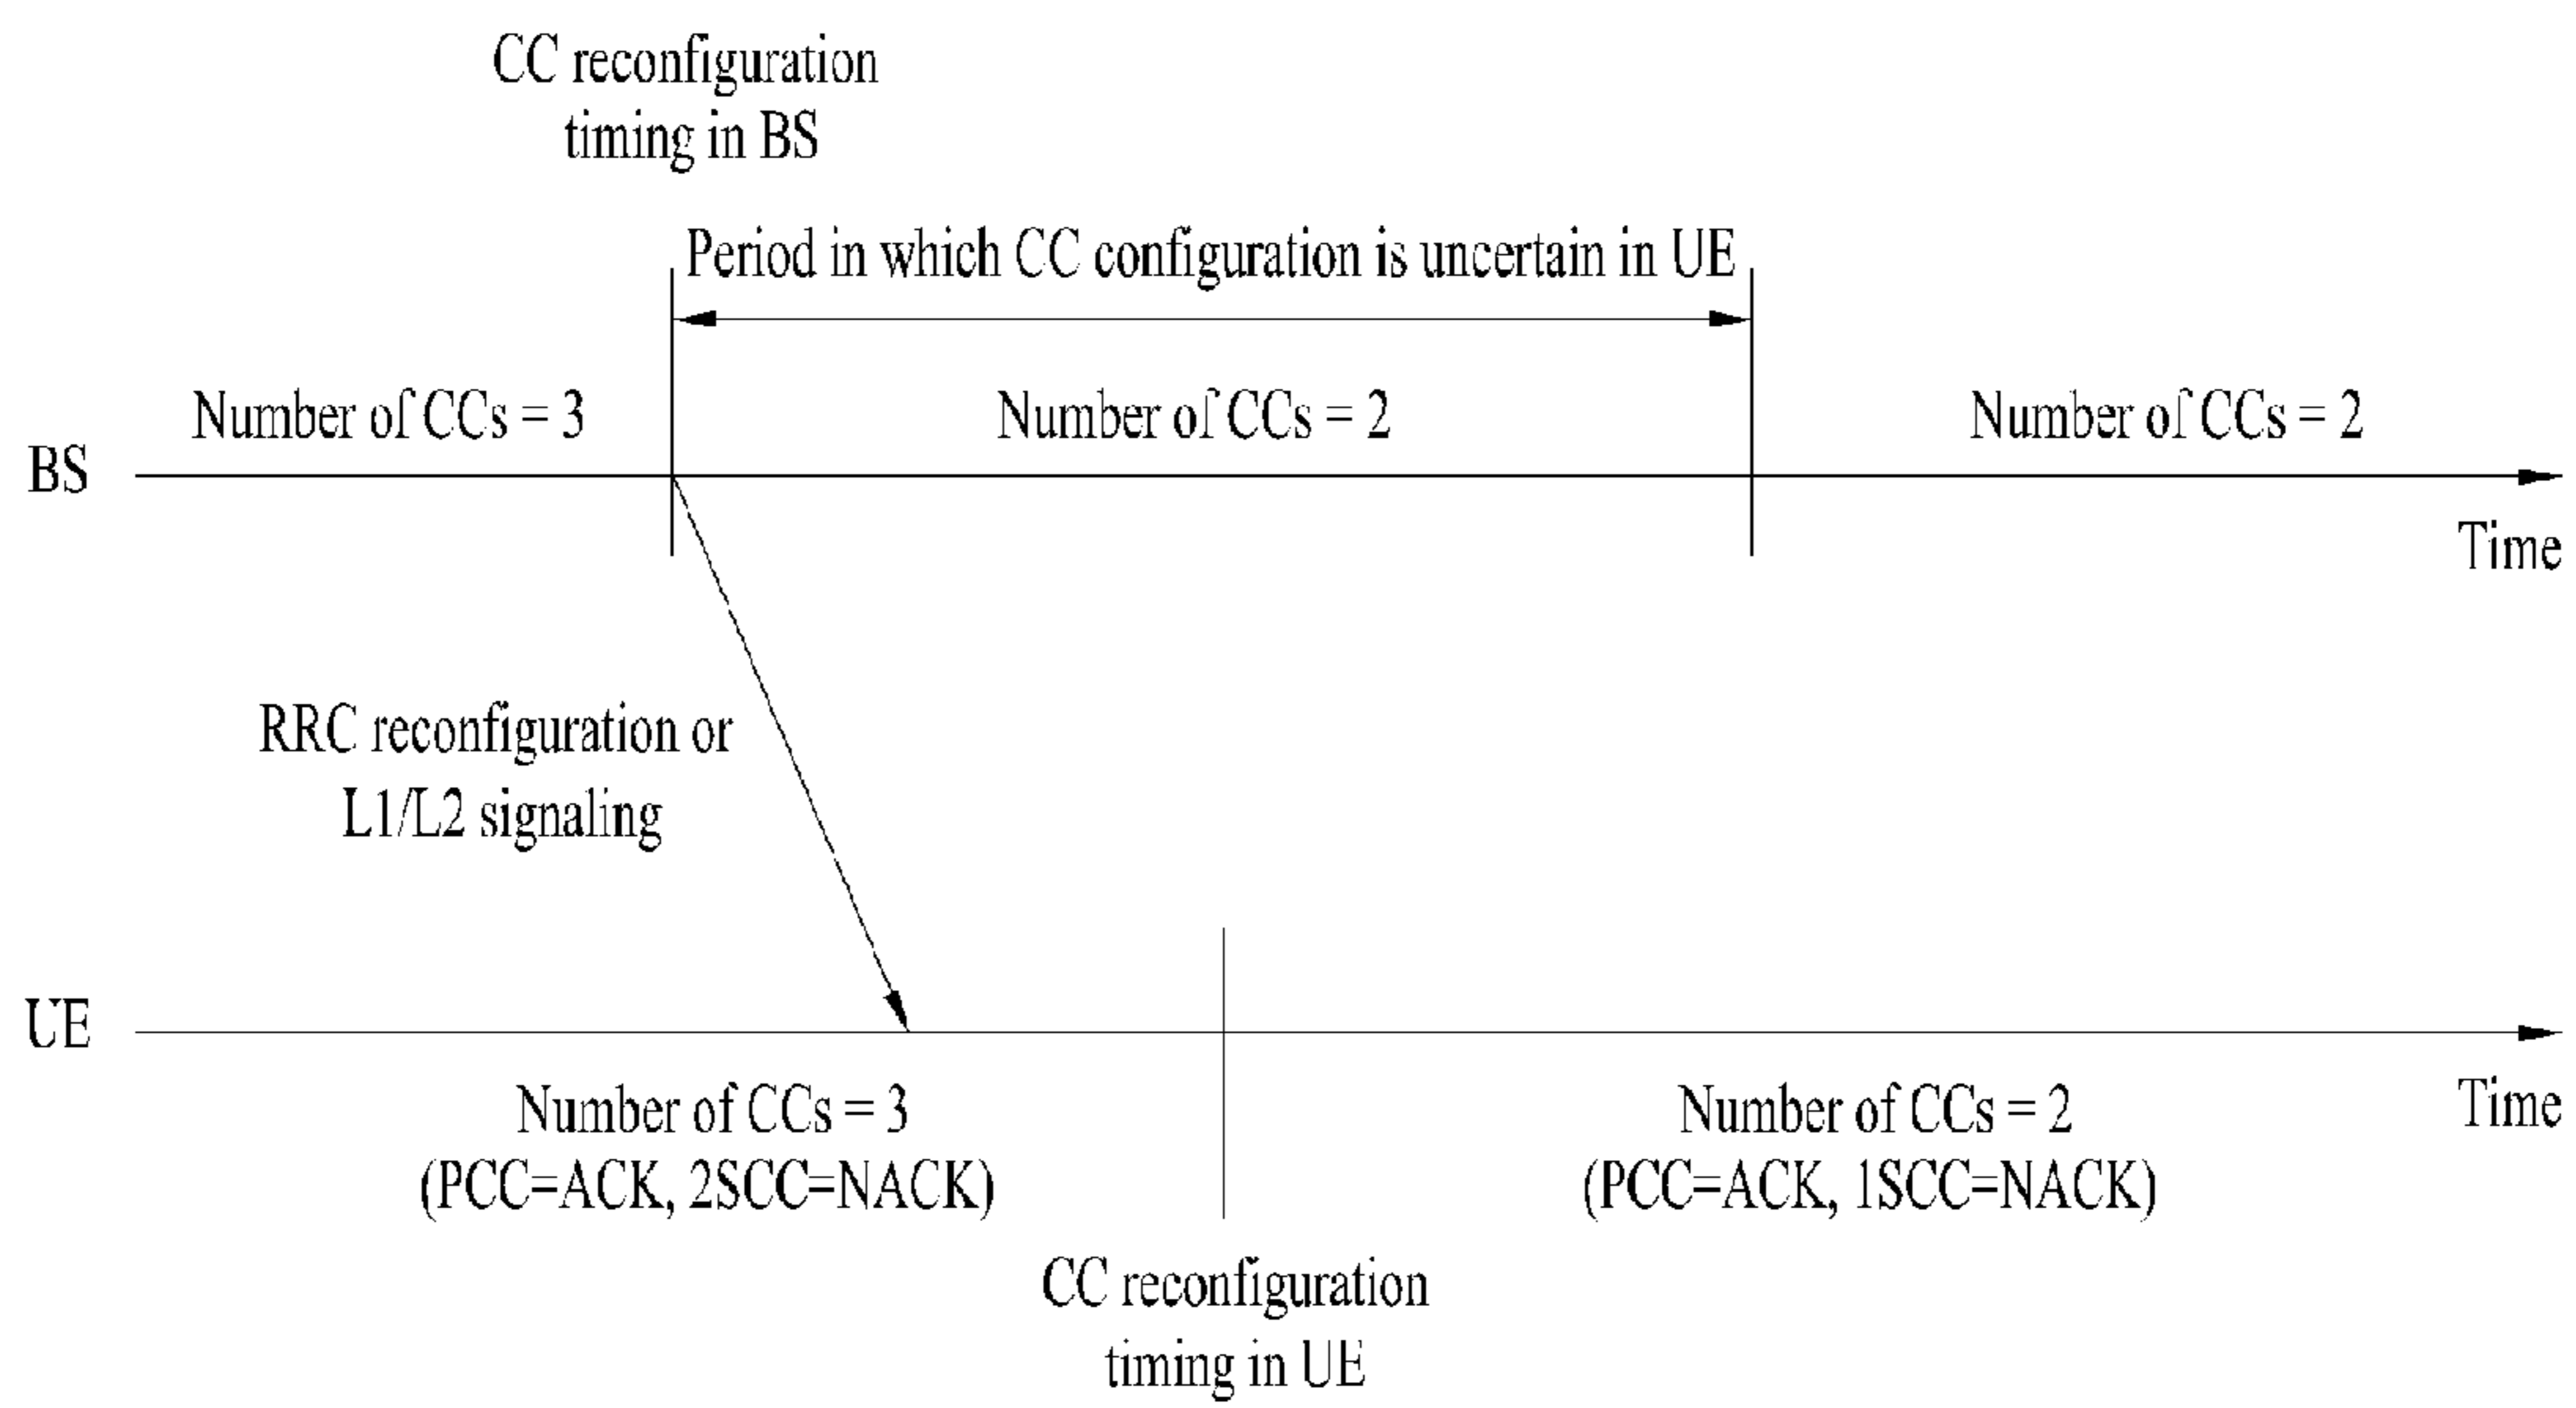 CC reconfiguration
timing in BS
Period in which CC configuration is uncertain in UE
Number of CCs = 3
Number of CCs = 2
Number of CCs = 2
BS
Time
RRC reconfiguration or
L1/L2 signaling
UE
Number of CCs = 3
(PCC=ACK, 2SCC=NACK)
Number of CCs = 2
(PCC=ACK, 1SCC=NACK)
Time
CC reconfiguration
timing in UE